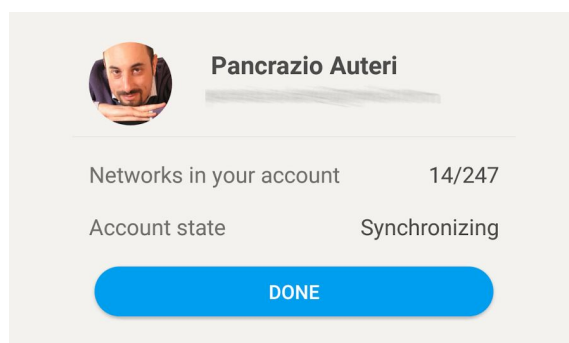 Pancrazio Auteri
Networks in your account 14/247
Account state Synchronizing
DONE